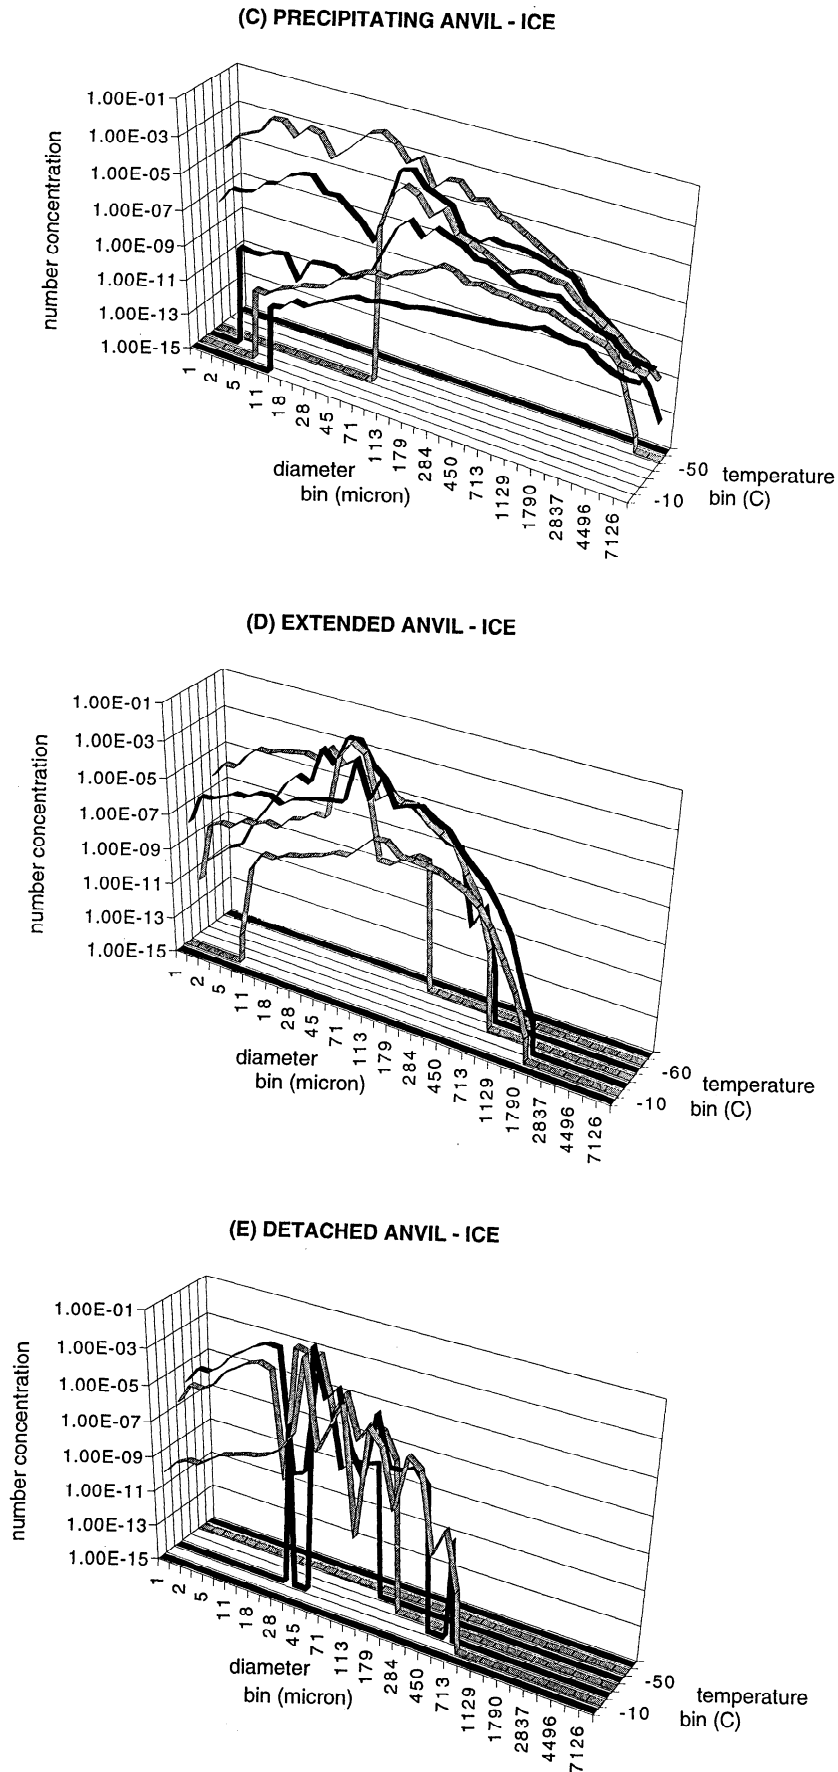 (C) PRECIPITATING ANVIL - ICE
number concentration
1.00E-01
1.00E-03
1.00E-05
1.00E-07
1.00E-09
1.00E-11
1.00E-13
1.00E-15
1
2
5
11
18
28
45
71
113
179
284
450
713
1129
1790
2837
4496
7126
diameter
bin (micron)
-50
-10
temperature
bin (C)
(D) EXTENDED ANVIL - ICE
number concentration
1.00E-01
1.00E-03
1.00E-05
1.00E-07
1.00E-09
1.00E-11
1.00E-13
1.00E-15
1
2
5
11
18
28
45
71
113
179
284
450
713
1129
1790
2837
4496
7126
diameter
bin (micron)
-60
-10
temperature
bin (C)
(E) DETACHED ANVIL - ICE
number concentration
1.00E-01
1.00E-03
1.00E-05
1.00E-07
1.00E-09
1.00E-11
1.00E-13
1.00E-15
1
2
5
11
18
28
45
71
113
179
284
450
713
1129
1790
2837
4496
7126
diameter
bin (micron)
-50
-10
temperature
bin (C)